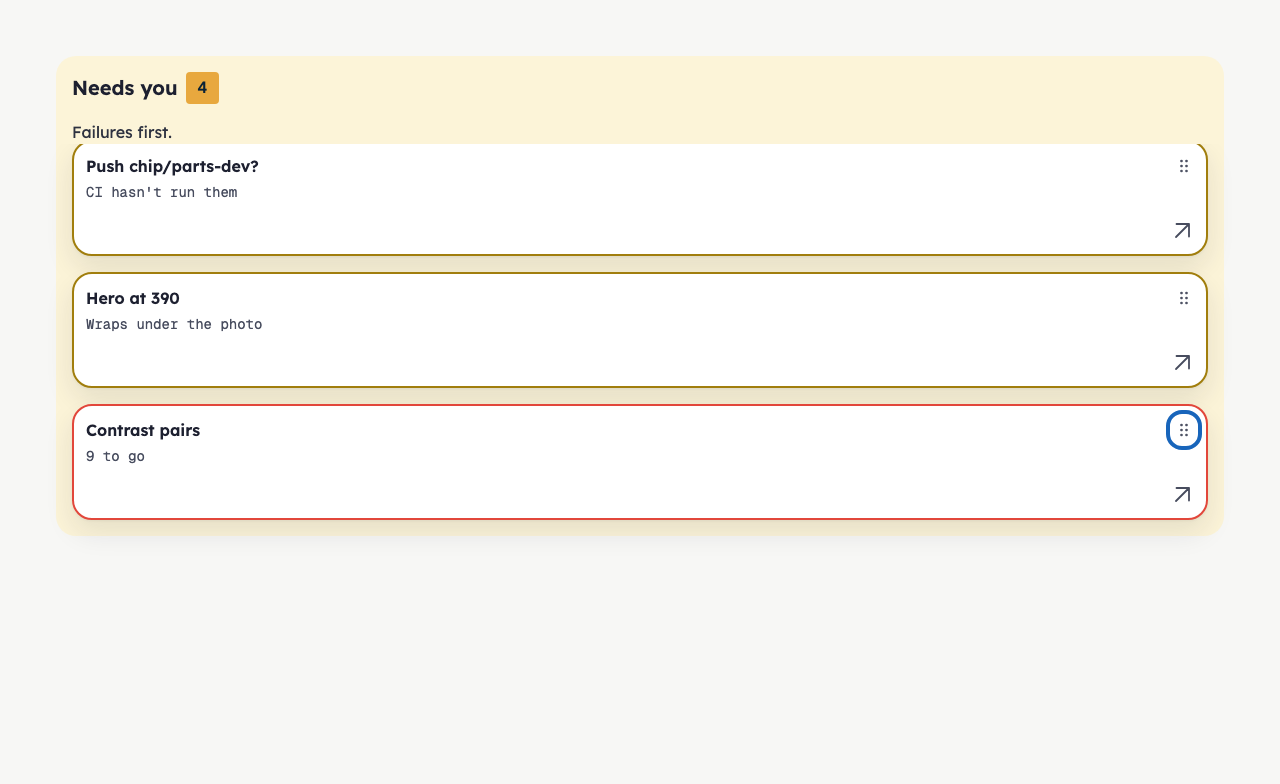 Needs you 4
Failures first.
Push chip/parts-dev?
CI hasn't run them
Hero at 390
Wraps under the photo
Contrast pairs
9 to go